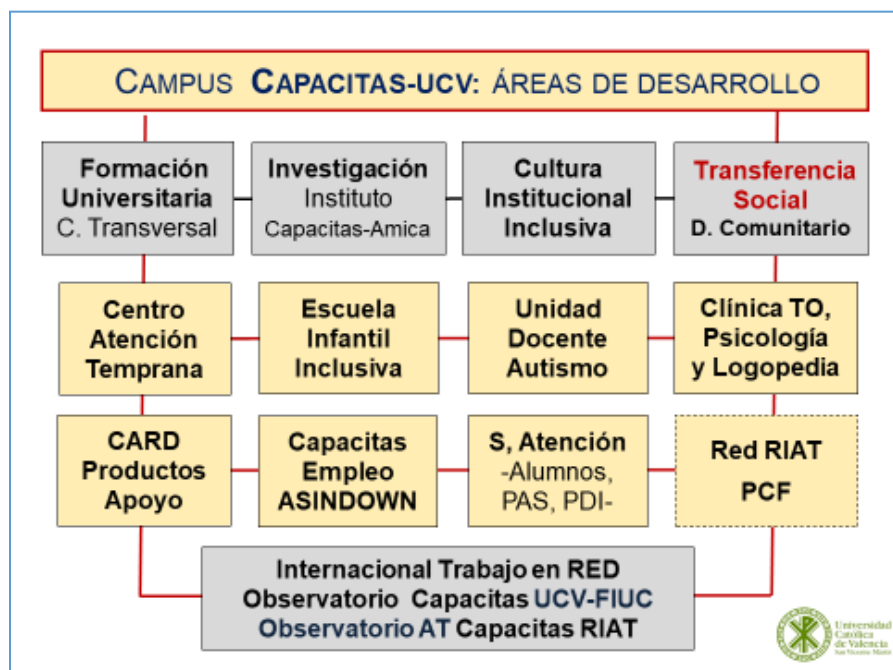 CAMPUS CAPACITAS-UCV: ÁREAS DE DESARROLLO
Formación
Universitaria
C. Transversal
Investigación
Instituto
Capacitas-Amica
Cultura
Institucional
Inclusiva
Transferencia
Social
D. Comunitario
Centro
Atención
Temprana
Escuela
Infantil
Inclusiva
Unidad
Docente
Autismo
Clínica TO,
Psicología
y Logopedia
CARD
Productos
Apoyo
Capacitas
Empleo
ASINDOWN
S, Atención
-Alumnos,
PAS, PDI-
Red RIAT
PCF
Internacional Trabajo en RED
Observatorio Capacitas UCV-FIUC
Observatorio AT Capacitas RIAT
Universidad
Católica
de Valencia
San Vicente Mártir